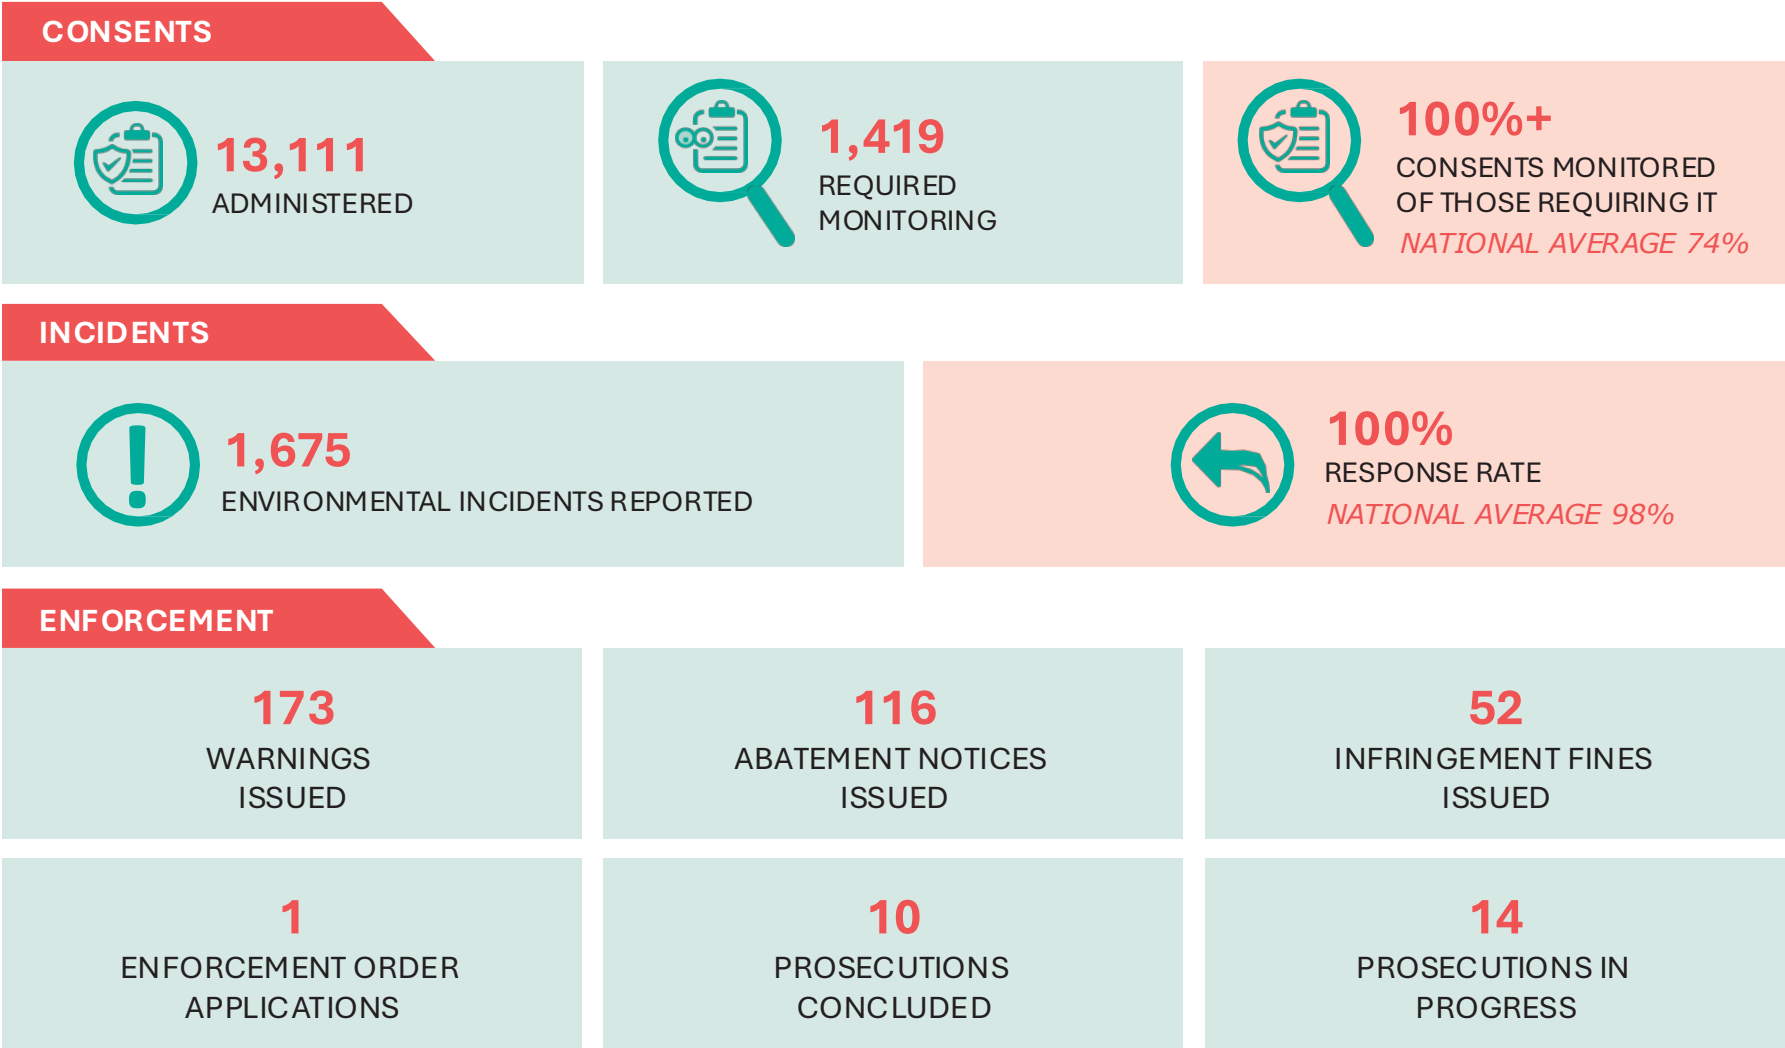 CONSENTS
13,111
ADMINISTERED
1,419
REQUIRED
MONITORING
100%+
CONSENTS MONITORED
OF THOSE REQUIRING IT
NATIONAL AVERAGE 74%
INCIDENTS
1,675
ENVIRONMENTAL INCIDENTS REPORTED
100%
RESPONSE RATE
NATIONAL AVERAGE 98%
ENFORCEMENT
173
WARNINGS
ISSUED
116
ABATEMENT NOTICES
ISSUED
52
INFRINGEMENT FINES
ISSUED
1
ENFORCEMENT ORDER
APPLICATIONS
10
PROSECUTIONS
CONCLUDED
14
PROSECUTIONS IN
PROGRESS